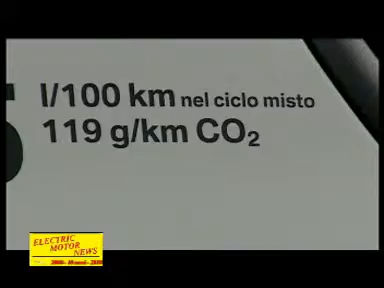 l/100 km nel ciclo misto
119 g/km CO2
ELECTRIC
MOTOR
NEWS